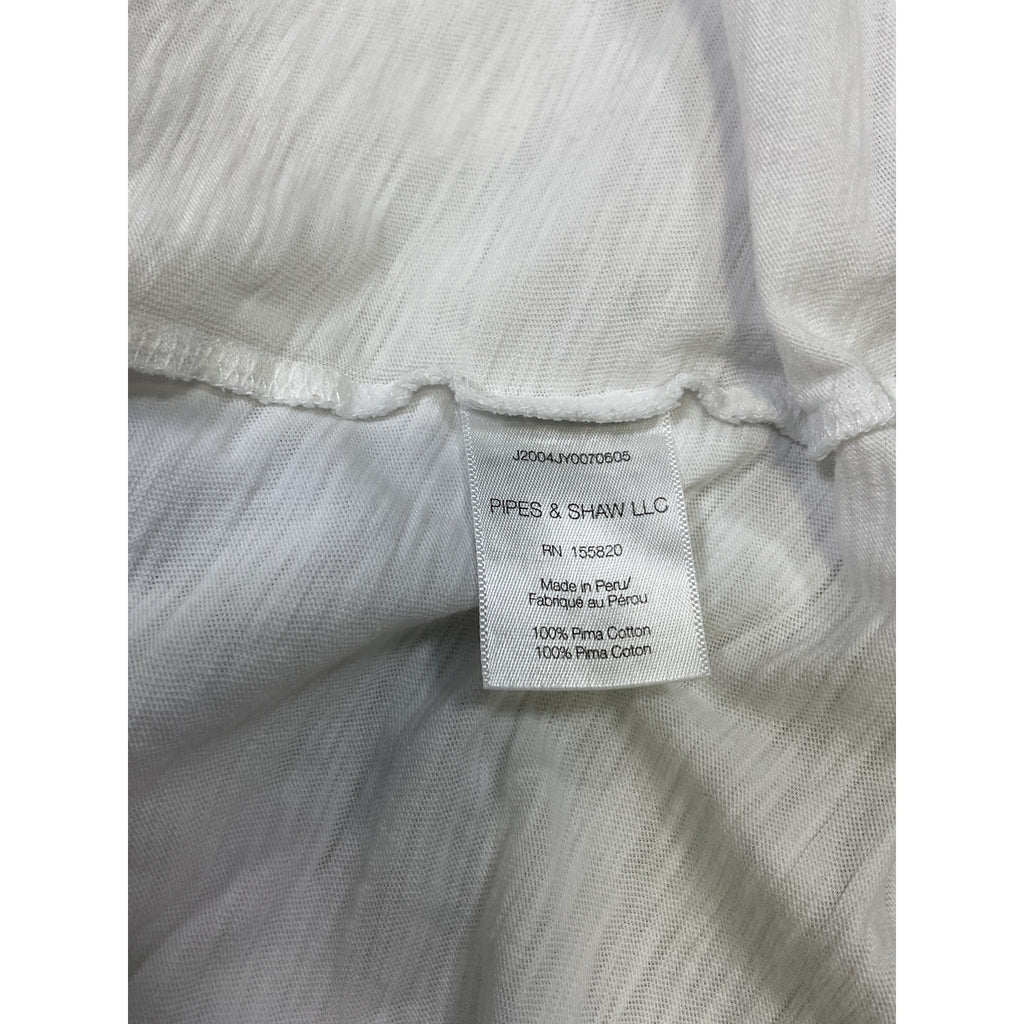 J2004JY0070605
PIPES & SHAW LLC
RN 155820
Made in Peru/
Fabriqué au Pérou
100% Pima Cotton
100% Pima Coton